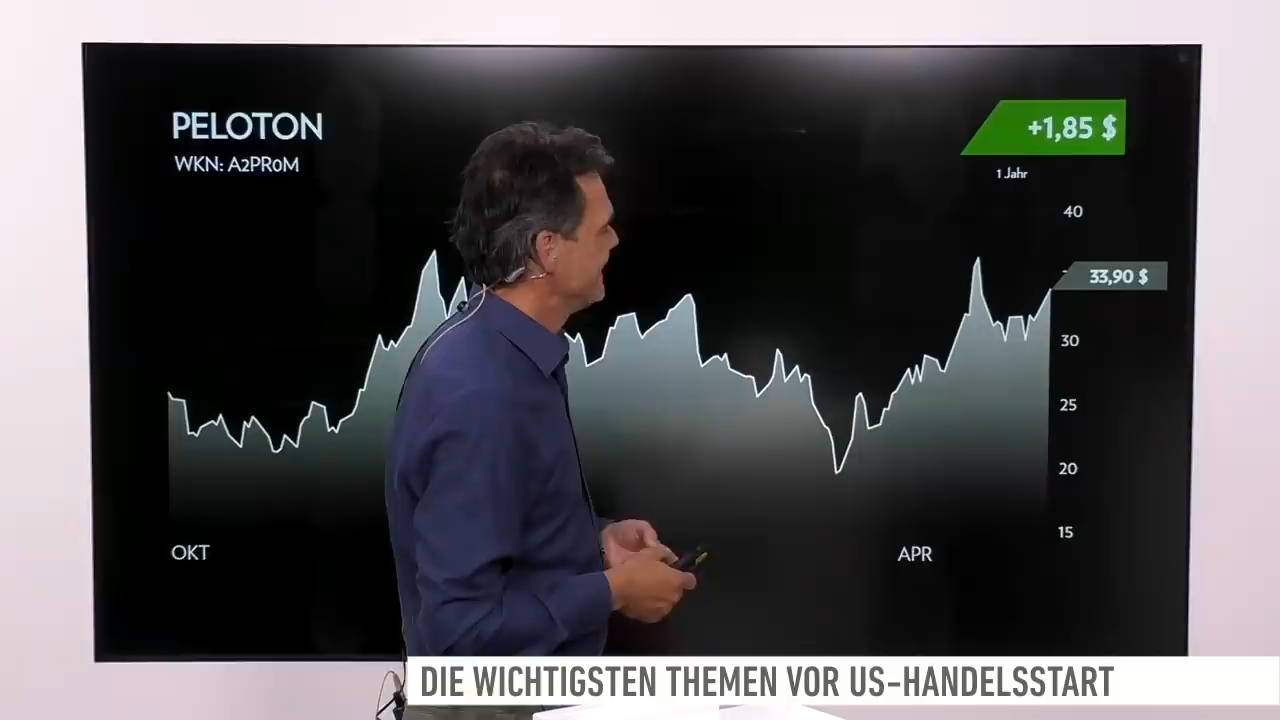 PELOTON
WKN: A2PR0M
+1,85 $
1 Jahr
40
33,90 $
30
25
20
15
OKT
APR
DIE WICHTIGSTEN THEMEN VOR US-HANDELSSTART